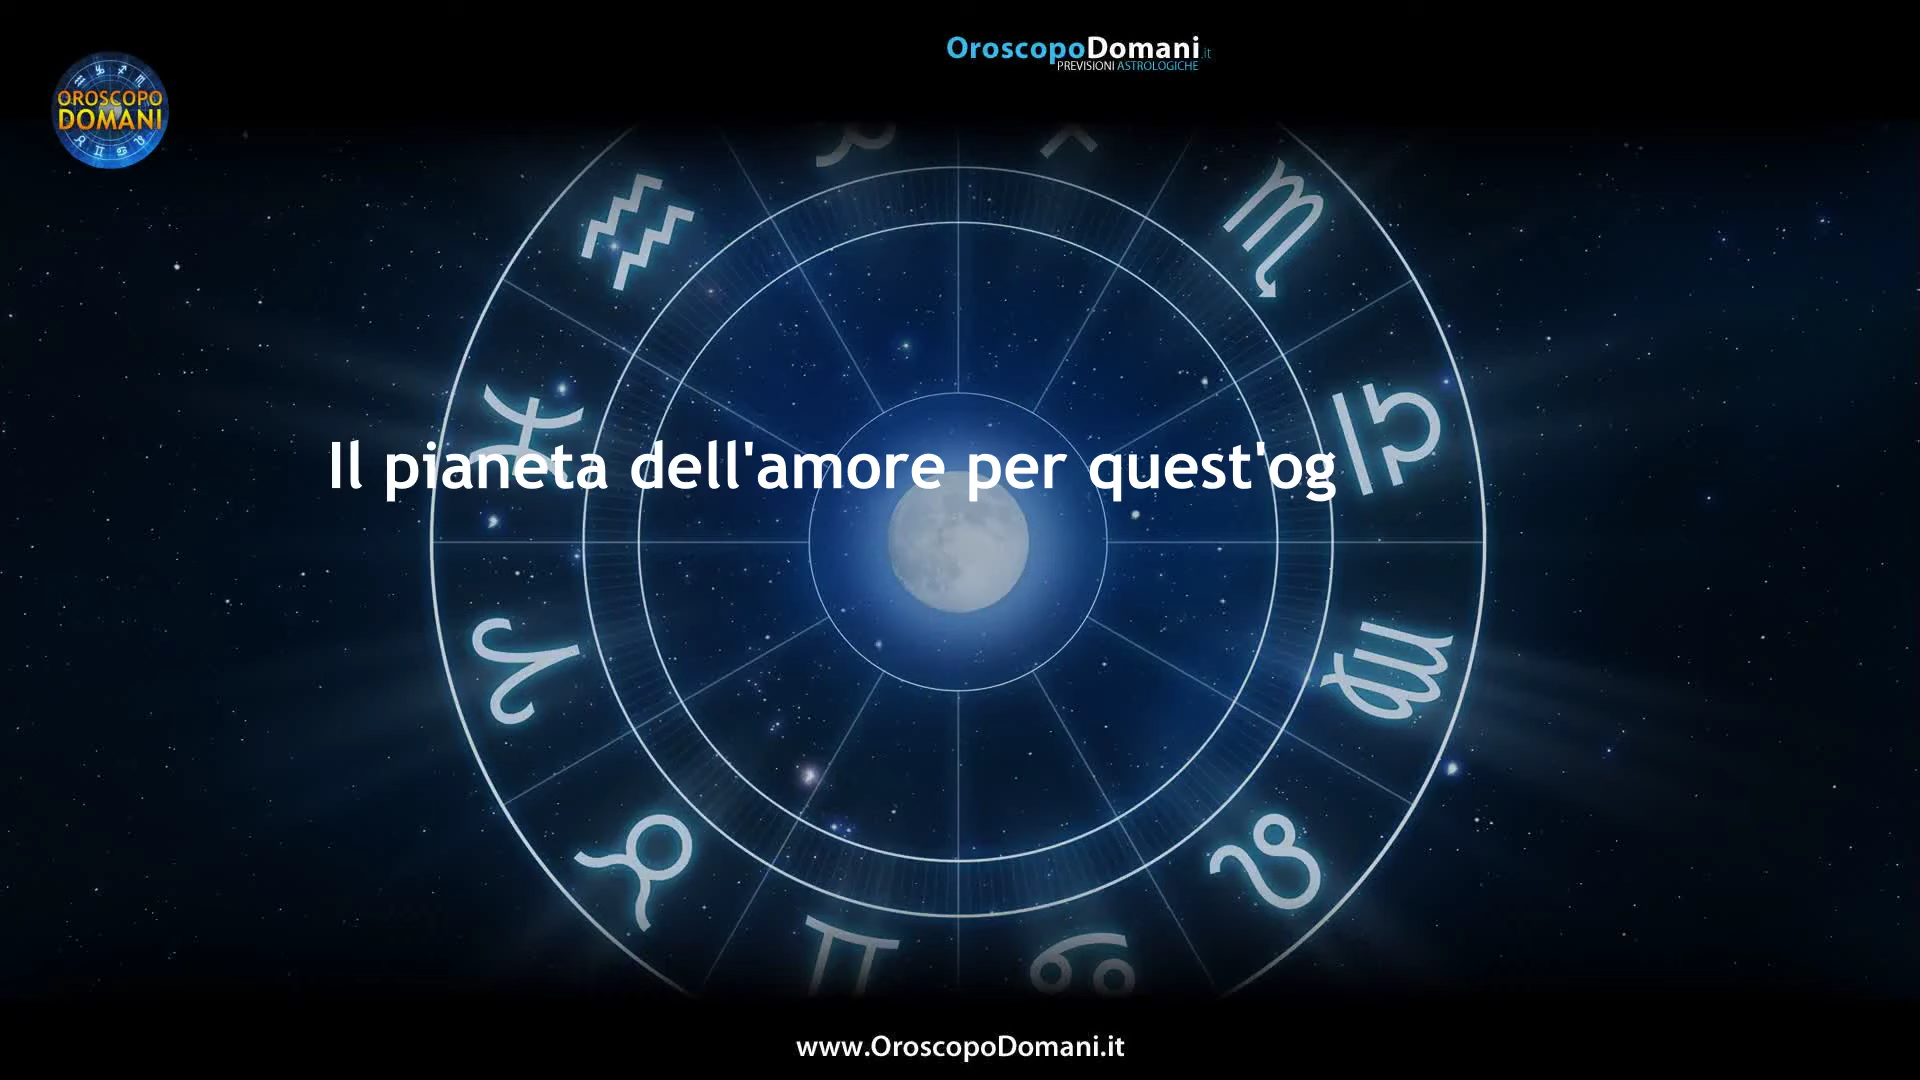 OroscopoDomani.it
PREVISIONI ASTROLOGICHE
OROSCOPO
DOMANI
Il pianeta dell'amore per quest'og
www.OroscopoDomani.it